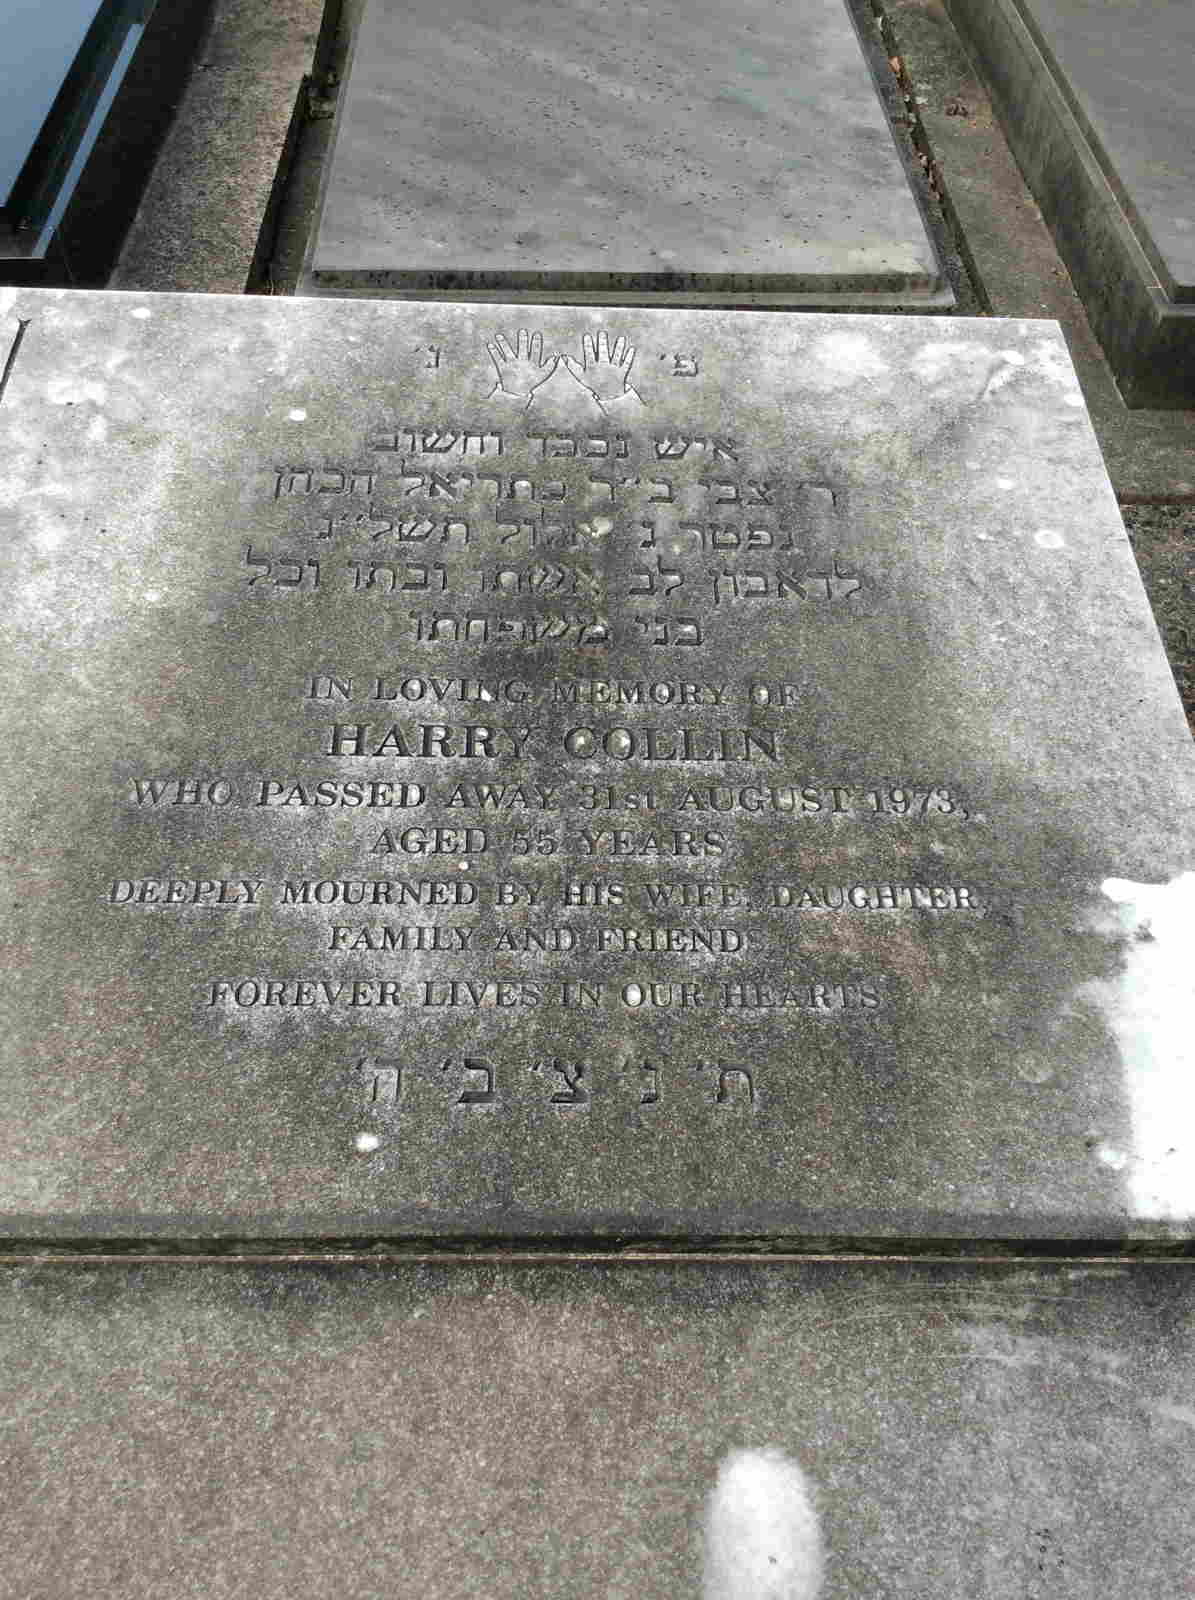 פ׳ נ׳
איש נכבד וחשוב
ר׳ צבי ב״ר כתריאל הכהן
נפטר ג׳ אלול תשל״ג
לדאבון לב אשתו ובתו וכל
בני משפחתו
IN LOVING MEMORY OF
HARRY COLLIN
WHO PASSED AWAY 31st AUGUST 1973,
AGED 55 YEARS
DEEPLY MOURNED BY HIS WIFE, DAUGHTER,
FAMILY AND FRIENDS
FOREVER LIVES IN OUR HEARTS
ת׳ נ׳ צ׳ ב׳ ה׳